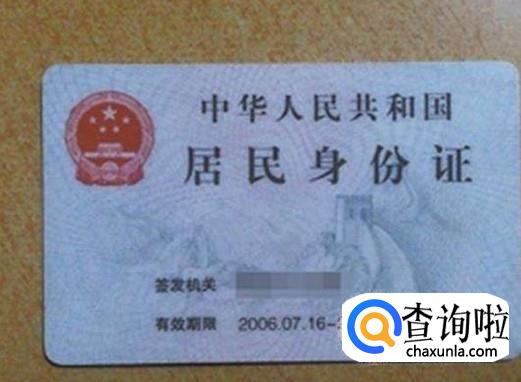 中华人民共和国
居民身份证
签发机关
有效期限 2006.07.16-
查询啦
chaxunla.com